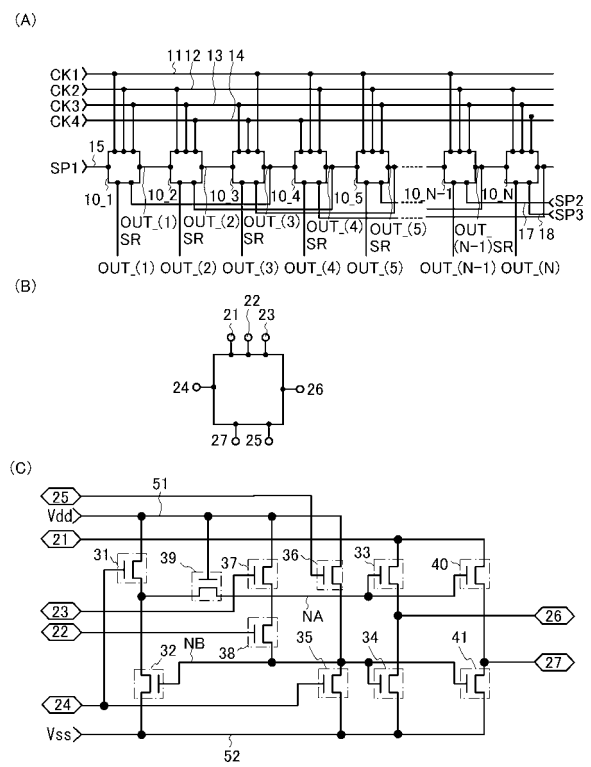 (A)
11 12 13 14
CK1
CK2
CK3
CK4
15
SP1
10_1 10_2 10_3 10_4 10_5 10_N-1 10_N
SP2
SP3
17 18
OUT_(1)SR
OUT_(2)SR
OUT_(3)SR
OUT_(4)SR
OUT_(5)SR
OUT_(N-1)SR
OUT_(1) OUT_(2) OUT_(3) OUT_(4) OUT_(5) OUT_(N-1) OUT_(N)
(B)
21 22 23
24 26
27 25
(C)
25 51
Vdd
21
31 39 37 36 33 40
23 NA 26
22
32 NB 38 35 34 41 27
24
Vss
52